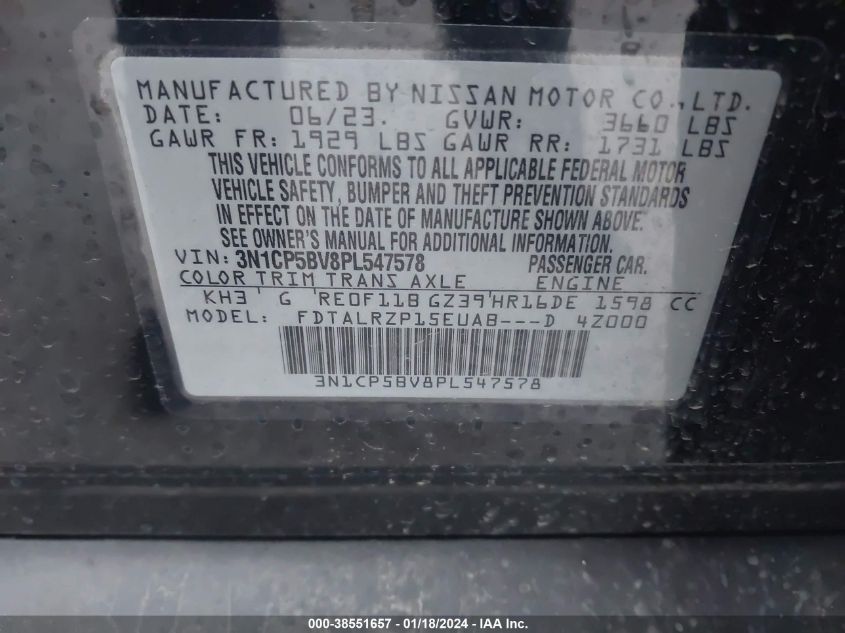 MANUFACTURED BY NISSAN MOTOR CO., LTD.
DATE: 06/23. GVWR: 3660 LBS
GAWR FR: 1929 LBS GAWR RR: 1731 LBS
THIS VEHICLE CONFORMS TO ALL APPLICABLE FEDERAL MOTOR
VEHICLE SAFETY, BUMPER AND THEFT PREVENTION STANDARDS
IN EFFECT ON THE DATE OF MANUFACTURE SHOWN ABOVE.
SEE OWNER'S MANUAL FOR ADDITIONAL INFORMATION.
VIN: 3N1CP5BV8PL547578 PASSENGER CAR.
COLOR TRIM TRANS AXLE ENGINE
KH3 G RE0F11B GZ39 HR16DE 1598 CC
MODEL: FDTALRZP15EUAB---D 4Z000
3N1CP5BV8PL547578
000-38551657 - 01/18/2024 - IAA Inc.